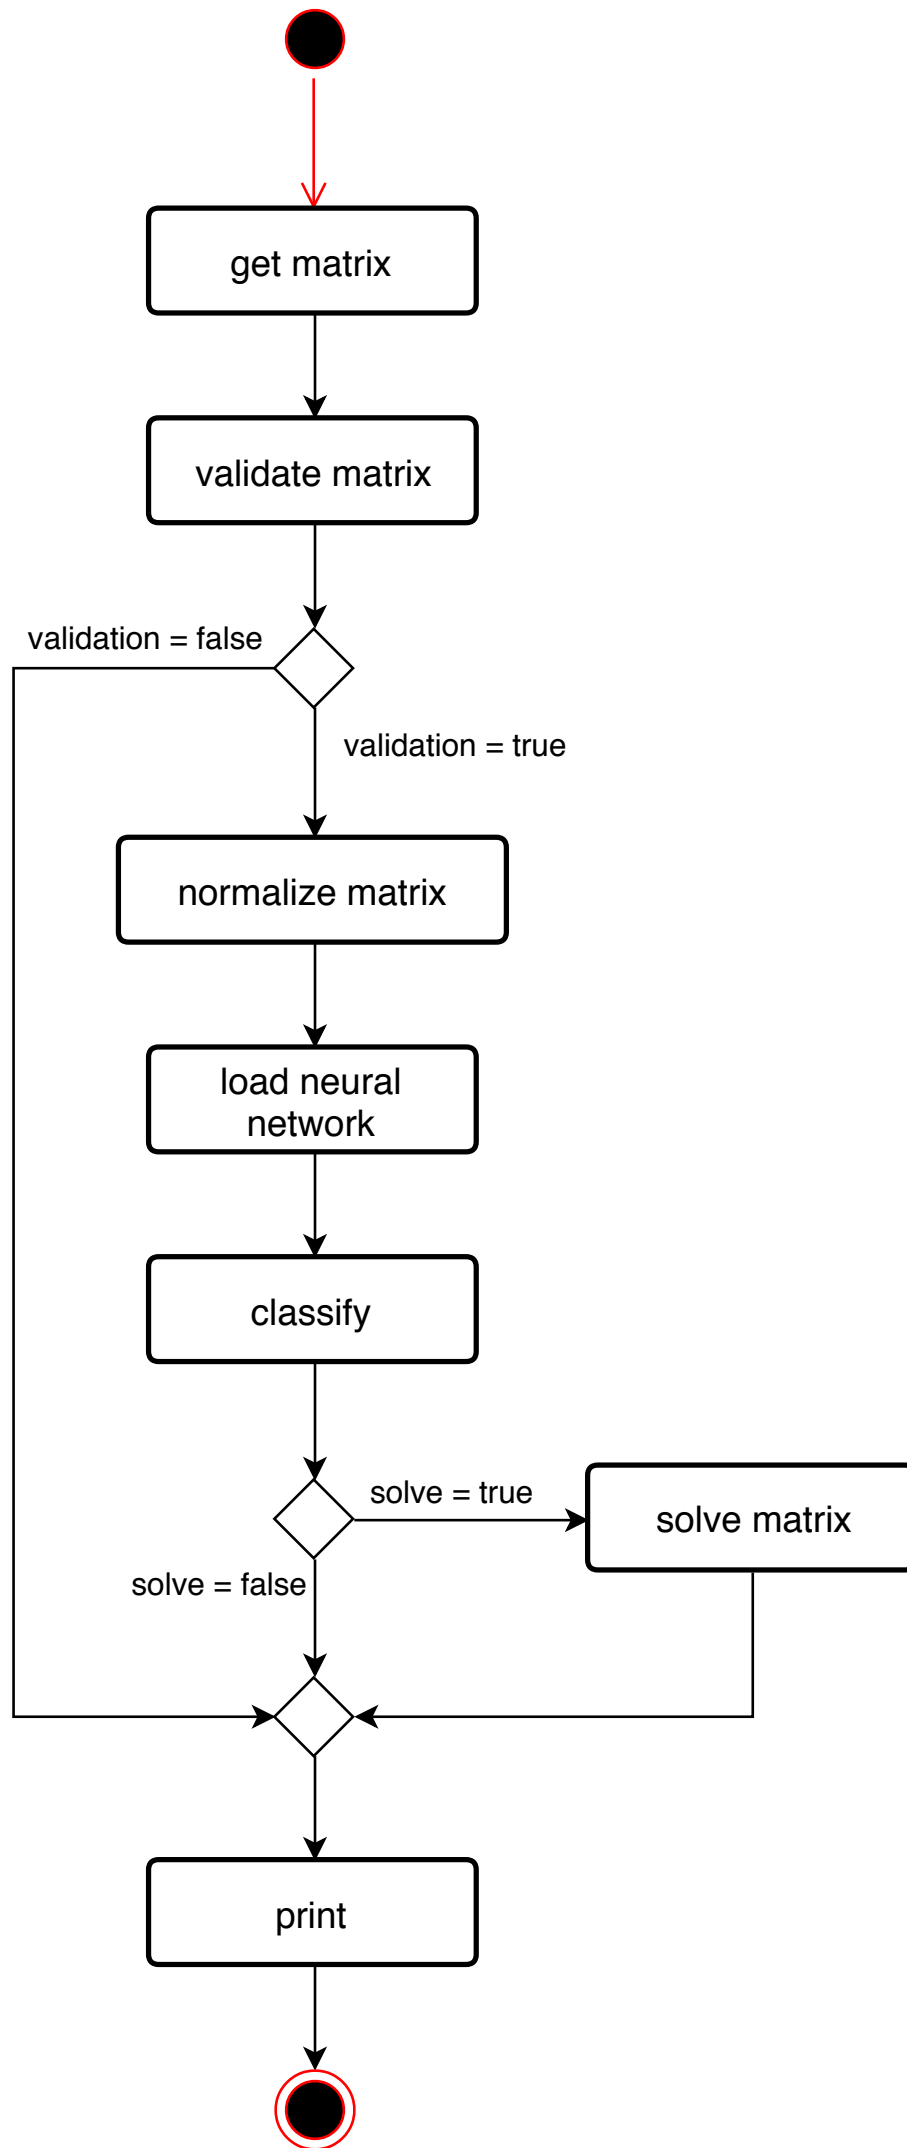 get matrix
validate matrix
validation = false
validation = true
normalize matrix
load neural
network
classify
solve = true
solve matrix
solve = false
print